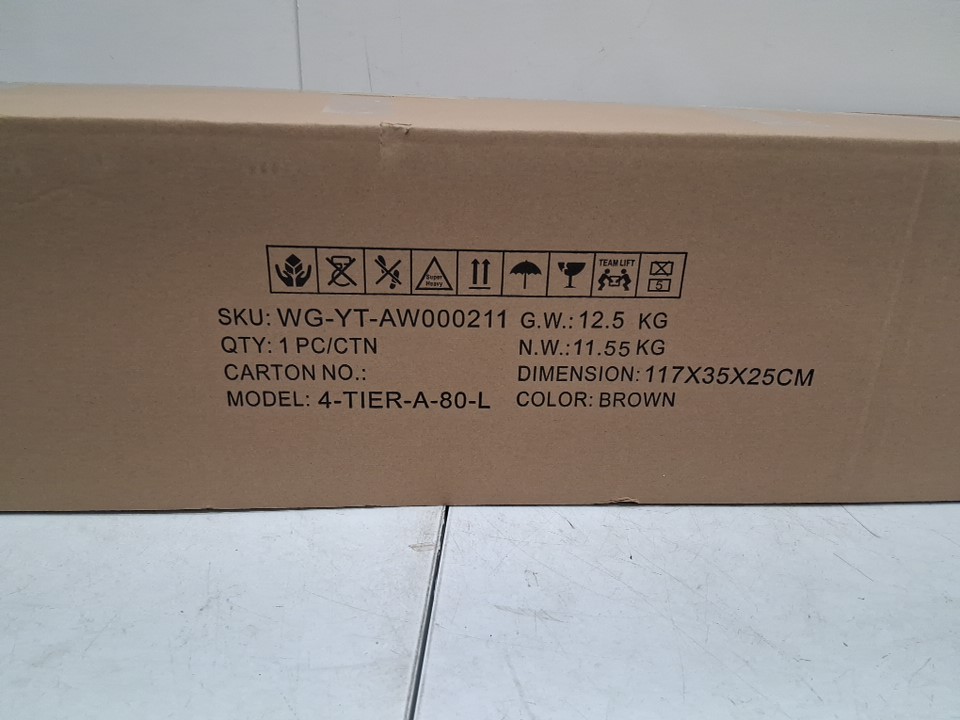 Super Heavy
TEAM LIFT
5
SKU: WG-YT-AW000211 G.W.: 12.5 KG
QTY: 1 PC/CTN N.W.: 11.55 KG
CARTON NO.: DIMENSION: 117X35X25CM
MODEL: 4-TIER-A-80-L COLOR: BROWN